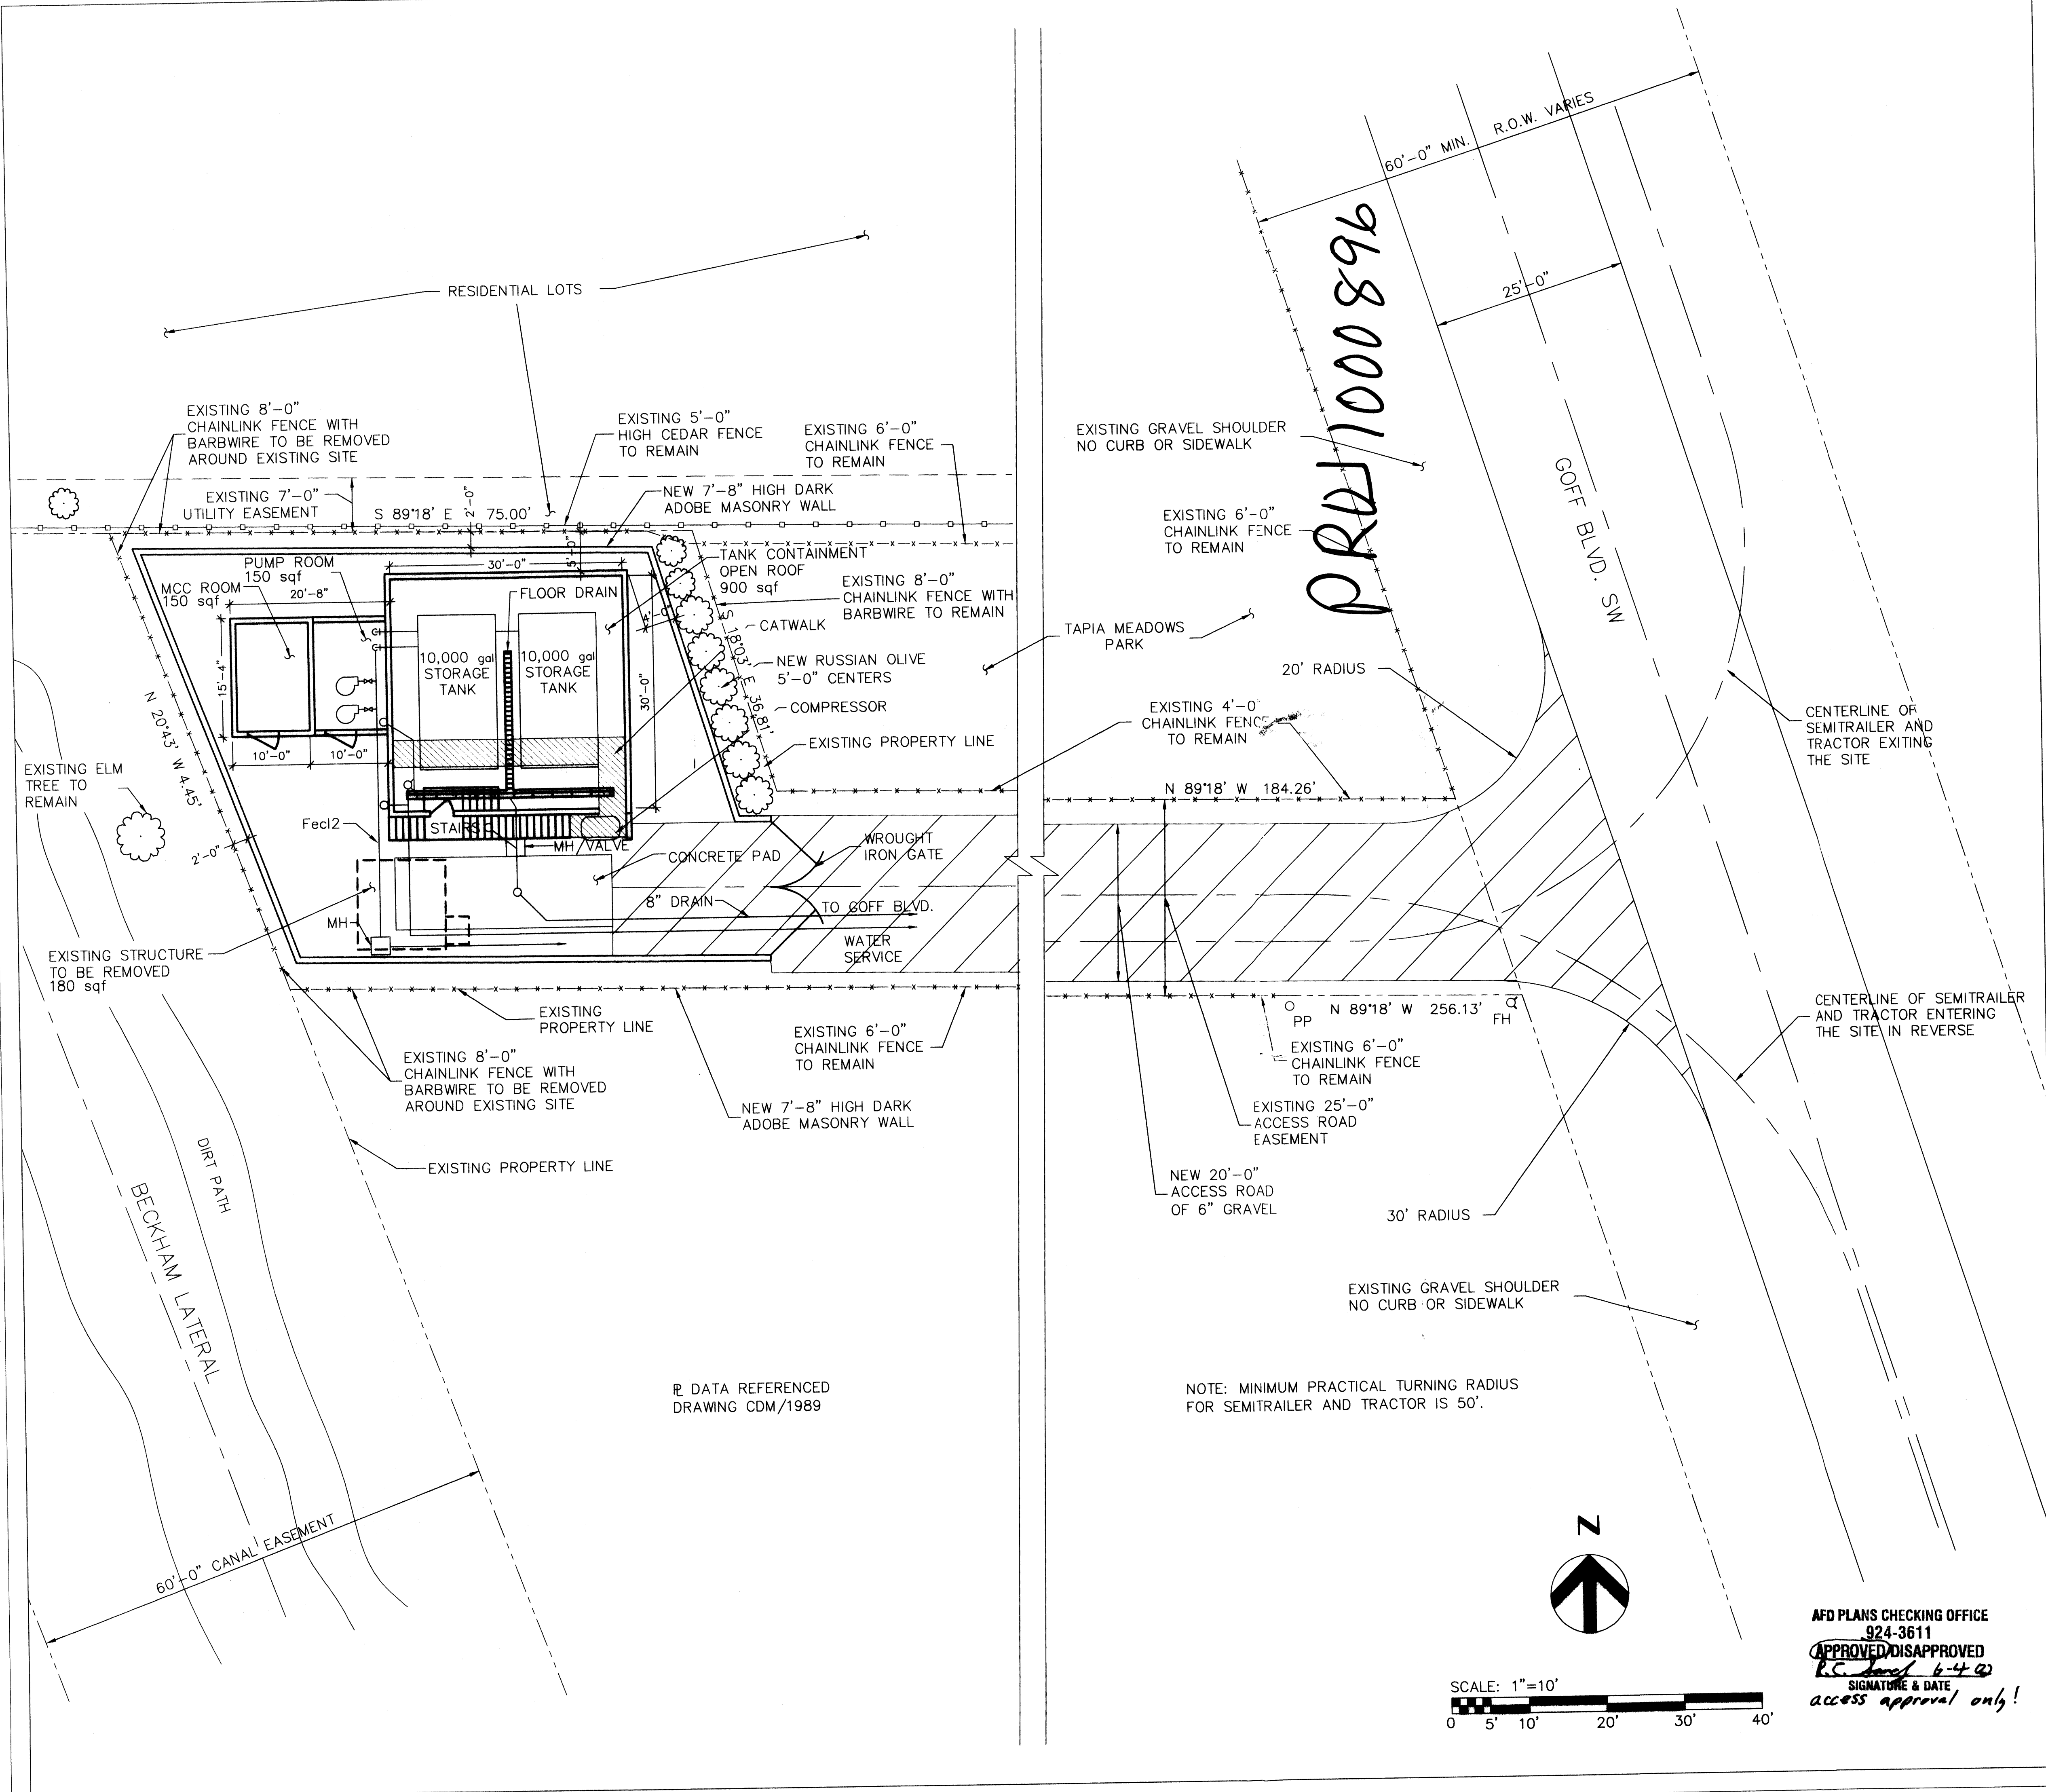 60'-0" MIN. R.O.W. VARIES
25'-0"
PRU 1000896
GOFF BLVD. SW
RESIDENTIAL LOTS
EXISTING 8'-0"
CHAINLINK FENCE WITH
BARBWIRE TO BE REMOVED
AROUND EXISTING SITE
EXISTING 5'-0"
HIGH CEDAR FENCE
TO REMAIN
EXISTING 6'-0"
CHAINLINK FENCE
TO REMAIN
EXISTING 7'-0"
UTILITY EASEMENT
S 89°18' E 75.00'
2'-0"
NEW 7'-8" HIGH DARK
ADOBE MASONRY WALL
PUMP ROOM
150 sqf
MCC ROOM
150 sqf
20'-8"
30'-0"
5'-0"
FLOOR DRAIN
TANK CONTAINMENT
OPEN ROOF
900 sqf
4'-0"
EXISTING 8'-0"
CHAINLINK FENCE WITH
BARBWIRE TO REMAIN
CATWALK
S 18°03' E 36.81'
NEW RUSSIAN OLIVE
5'-0" CENTERS
COMPRESSOR
EXISTING PROPERTY LINE
10,000 gal
STORAGE
TANK
10,000 gal
STORAGE
TANK
15'-4"
30'-0"
10'-0"
10'-0"
N 20°43' W 4.45'
EXISTING ELM
TREE TO
REMAIN
2'-0"
Fecl2
STAIRS
MH/VALVE
CONCRETE PAD
WROUGHT
IRON GATE
8" DRAIN
TO GOFF BLVD.
WATER
SERVICE
MH
EXISTING STRUCTURE
TO BE REMOVED
180 sqf
EXISTING
PROPERTY LINE
EXISTING 8'-0"
CHAINLINK FENCE WITH
BARBWIRE TO BE REMOVED
AROUND EXISTING SITE
EXISTING 6'-0"
CHAINLINK FENCE
TO REMAIN
NEW 7'-8" HIGH DARK
ADOBE MASONRY WALL
EXISTING PROPERTY LINE
DIRT PATH
BECKHAM LATERAL
60'-0" CANAL EASEMENT
PL DATA REFERENCED
DRAWING CDM/1989
EXISTING GRAVEL SHOULDER
NO CURB OR SIDEWALK
EXISTING 6'-0"
CHAINLINK FENCE
TO REMAIN
TAPIA MEADOWS
PARK
20' RADIUS
EXISTING 4'-0"
CHAINLINK FENCE
TO REMAIN
N 89°18' W 184.26'
CENTERLINE OF
SEMITRAILER AND
TRACTOR EXITING
THE SITE
CENTERLINE OF SEMITRAILER
AND TRACTOR ENTERING
THE SITE IN REVERSE
PP
N 89°18' W 256.13'
FH
EXISTING 6'-0"
CHAINLINK FENCE
TO REMAIN
EXISTING 25'-0"
ACCESS ROAD
EASEMENT
NEW 20'-0"
ACCESS ROAD
OF 6" GRAVEL
30' RADIUS
EXISTING GRAVEL SHOULDER
NO CURB OR SIDEWALK
NOTE: MINIMUM PRACTICAL TURNING RADIUS
FOR SEMITRAILER AND TRACTOR IS 50'.
N
SCALE: 1"=10'
0 5' 10' 20' 30' 40'
AFD PLANS CHECKING OFFICE
924-3611
APPROVED/DISAPPROVED
6-4-02
SIGNATURE & DATE
access approval only!